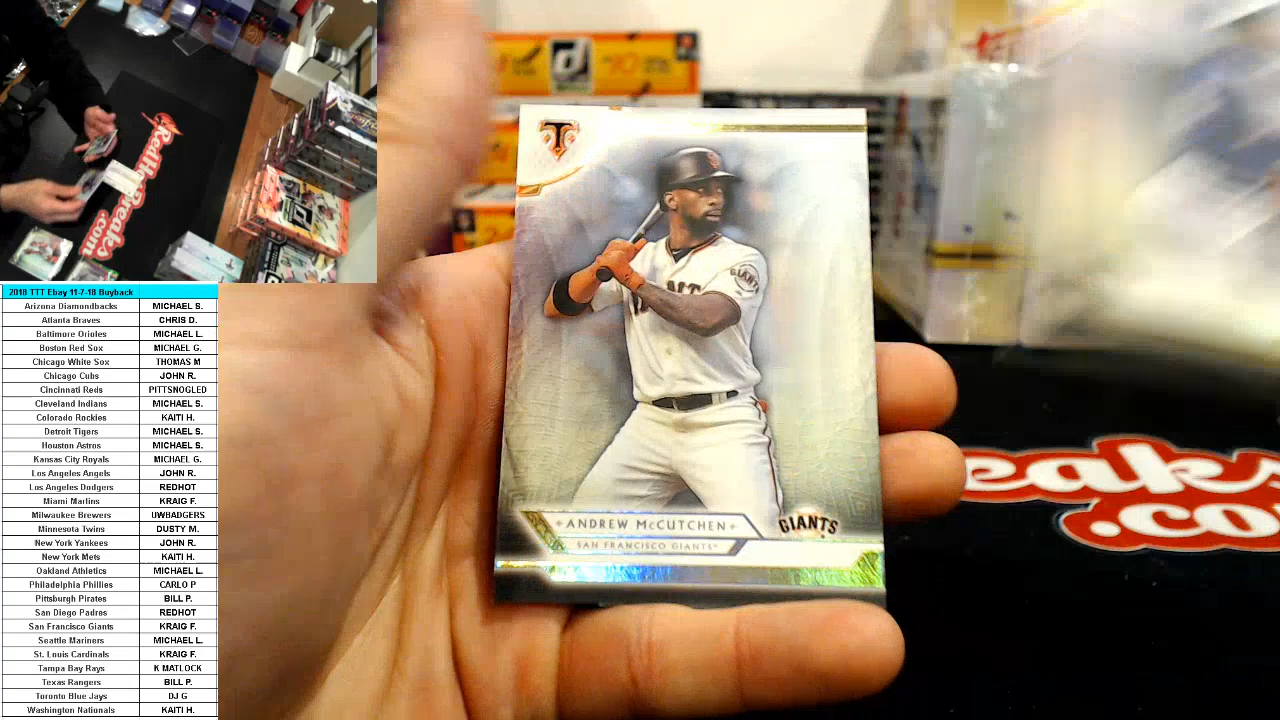 RedHotBreaks
.com
2018 TTT Ebay 11-7-18 Buyback
Arizona Diamondbacks MICHAEL S.
Atlanta Braves CHRIS D.
Baltimore Orioles MICHAEL L.
Boston Red Sox MICHAEL G.
Chicago White Sox THOMAS M
Chicago Cubs JOHN R.
Cincinnati Reds PITTSNOGLED
Cleveland Indians MICHAEL S.
Colorado Rockies KAITI H.
Detroit Tigers MICHAEL S.
Houston Astros MICHAEL S.
Kansas City Royals MICHAEL G.
Los Angeles Angels JOHN R.
Los Angeles Dodgers REDHOT
Miami Marlins KRAIG F.
Milwaukee Brewers UWBADGERS
Minnesota Twins DUSTY M.
New York Yankees JOHN R.
New York Mets KAITI H.
Oakland Athletics MICHAEL L.
Philadelphia Phillies CARLO P
Pittsburgh Pirates BILL P.
San Diego Padres REDHOT
San Francisco Giants KRAIG F.
Seattle Mariners MICHAEL L.
St. Louis Cardinals KRAIG F.
Tampa Bay Rays K MATLOCK
Texas Rangers BILL P.
Toronto Blue Jays DJ G
Washington Nationals KAITI H.
T
GIANTS
ANDREW McCUTCHEN
SAN FRANCISCO GIANTS
GIANTS
eaks
.co